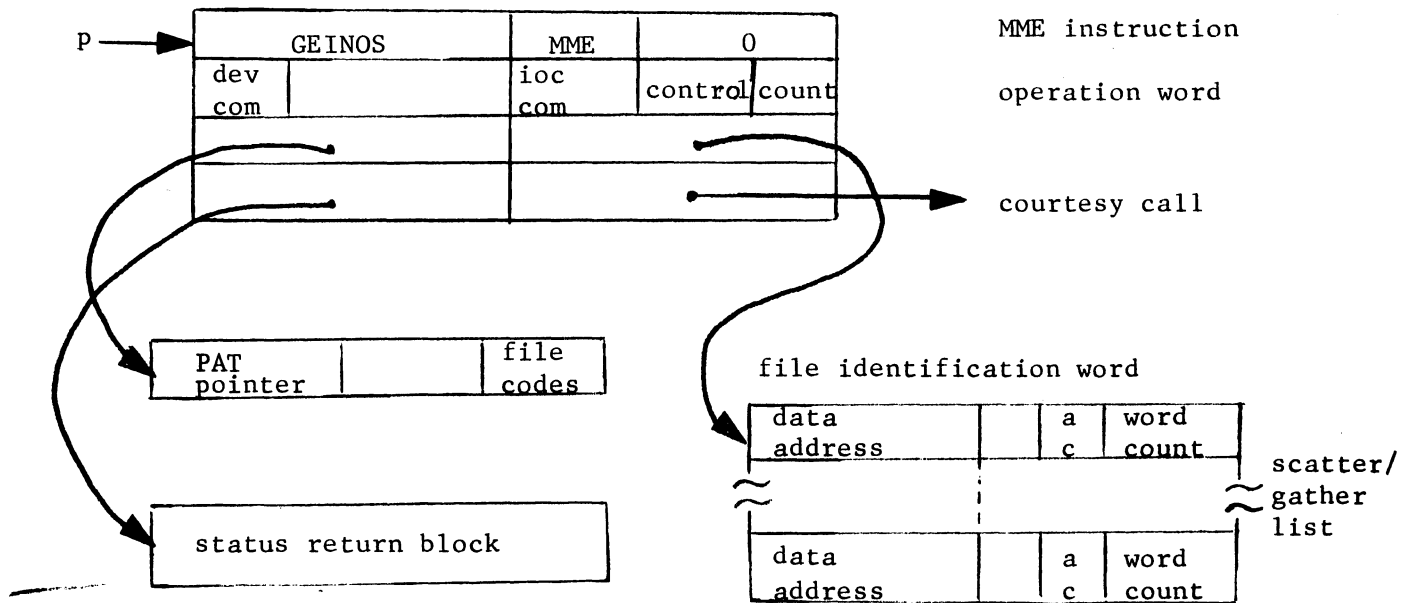 p GEINOS MME 0 MME instruction
dev ioc
com com control count operation word
courtesy call
PAT file
pointer codes
file identification word
data a word
address c count
scatter/
gather
list
status return block
data a word
address c count